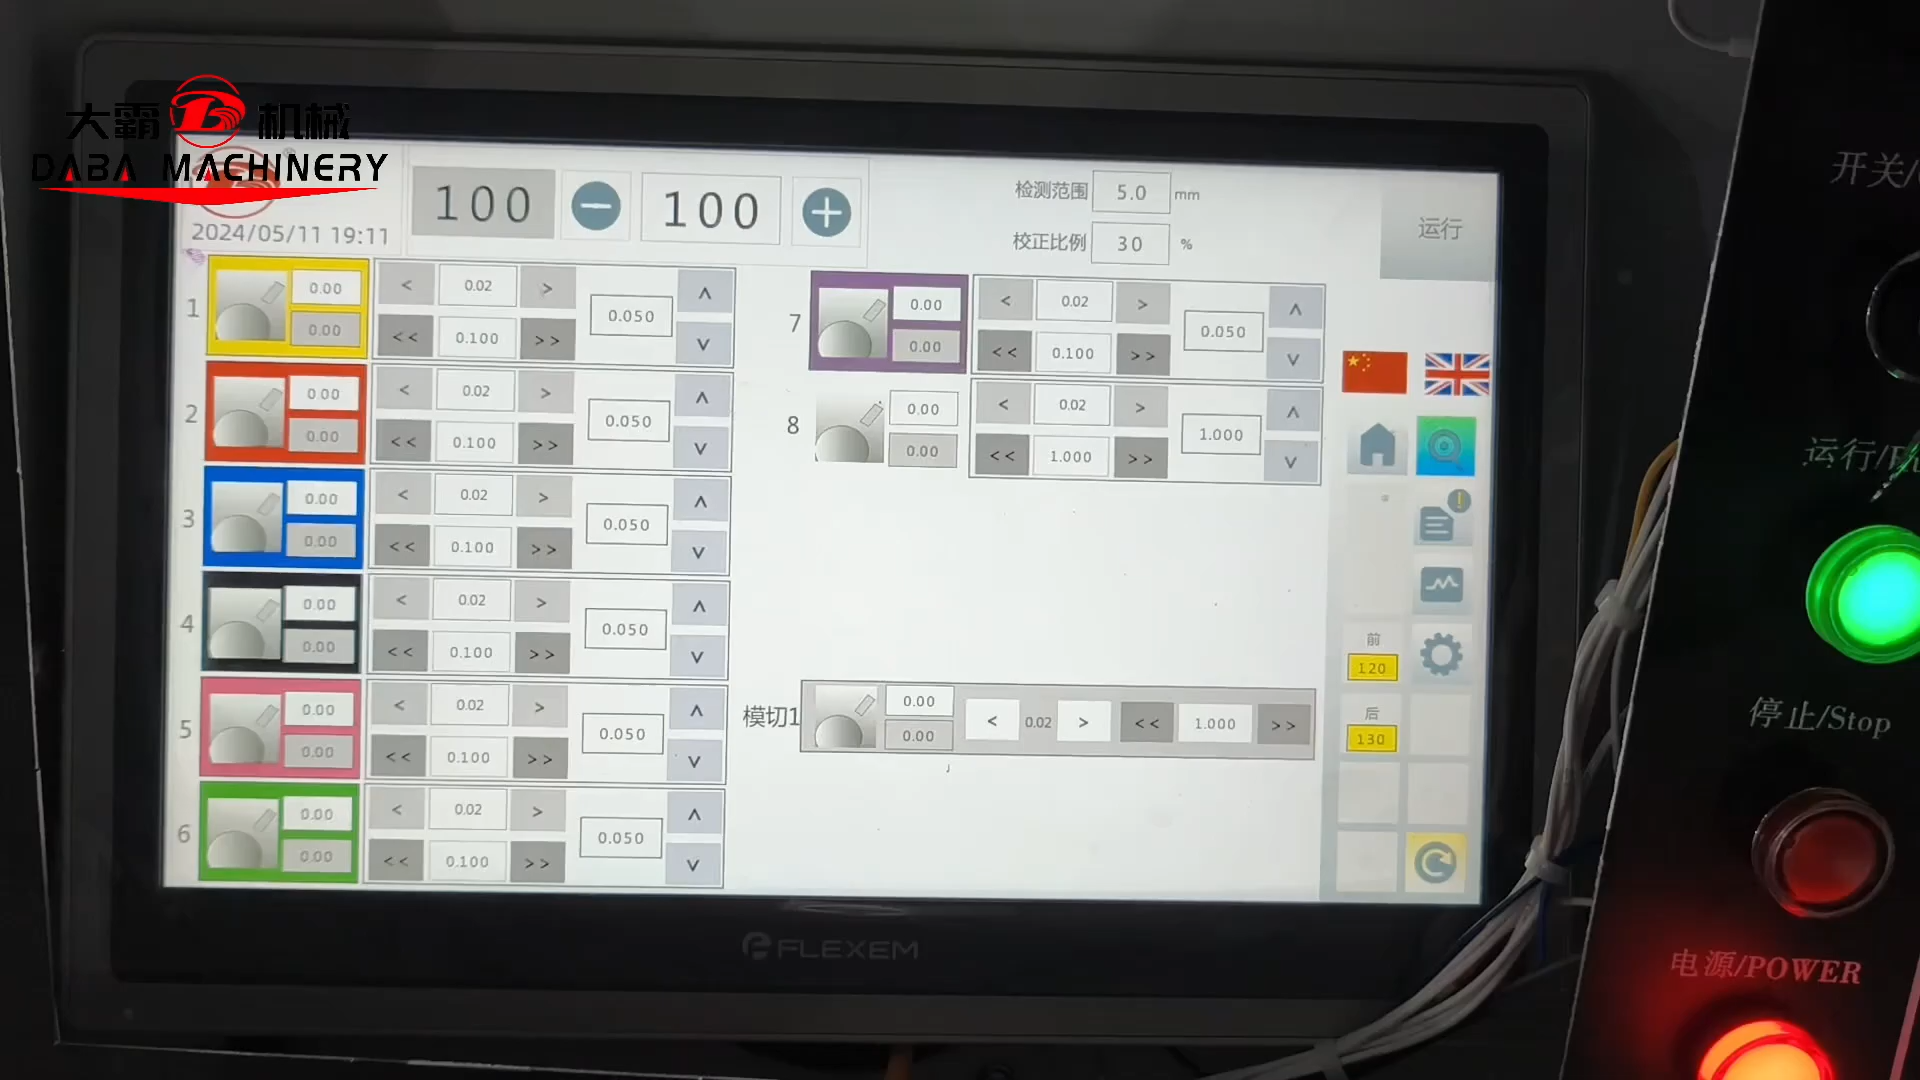 大霸 机械
DABA MACHINERY
2024/05/11 19:11
100 100
检测范围 5.0 mm
校正比例 30 %
运行
1 0.00 < 0.02 > 0.050 ∧
0.00 << 0.100 >> ∨
2 0.00 < 0.02 > 0.050 ∧
0.00 << 0.100 >> ∨
3 0.00 < 0.02 > 0.050 ∧
0.00 << 0.100 >> ∨
4 0.00 < 0.02 > 0.050 ∧
0.00 << 0.100 >> ∨
5 0.00 < 0.02 > 0.050 ∧
0.00 << 0.100 >> ∨
6 0.00 < 0.02 > 0.050 ∧
0.00 << 0.100 >> ∨
7 0.00 < 0.02 > 0.050 ∧
0.00 << 0.100 >> ∨
8 0.00 < 0.02 > 1.000 ∧
0.00 << 1.000 >> ∨
模切1 0.00 < 0.02 > << 1.000 >>
0.00
前
120
后
130
FLEXEM
开关/
运行/
停止/Stop
电源/POWER